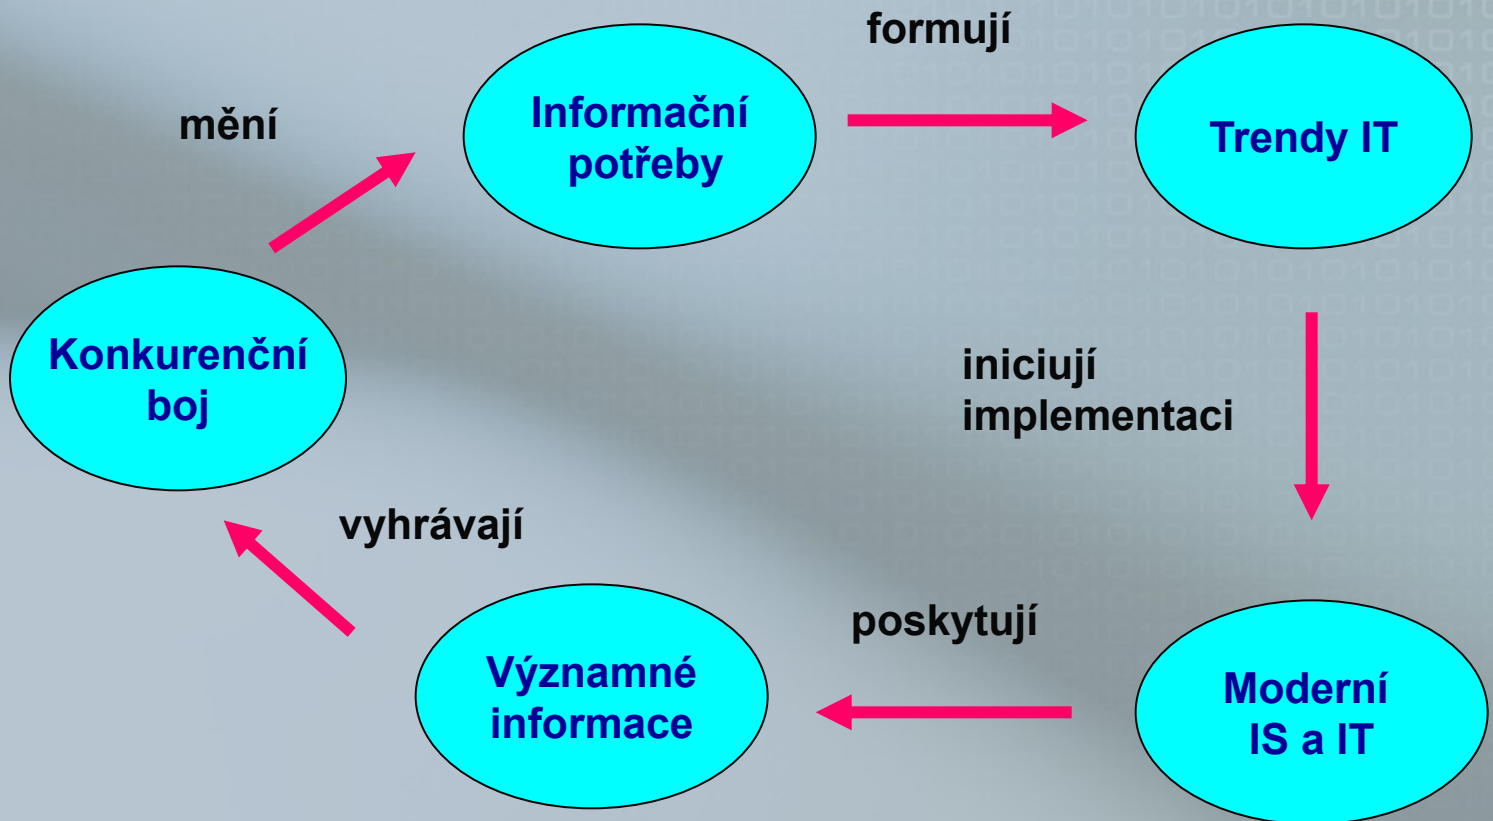 formují
Informační
potřeby
Trendy IT
mění
Konkurenční
boj
iniciují
implementaci
vyhrávají
poskytují
Významné
informace
Moderní
IS a IT